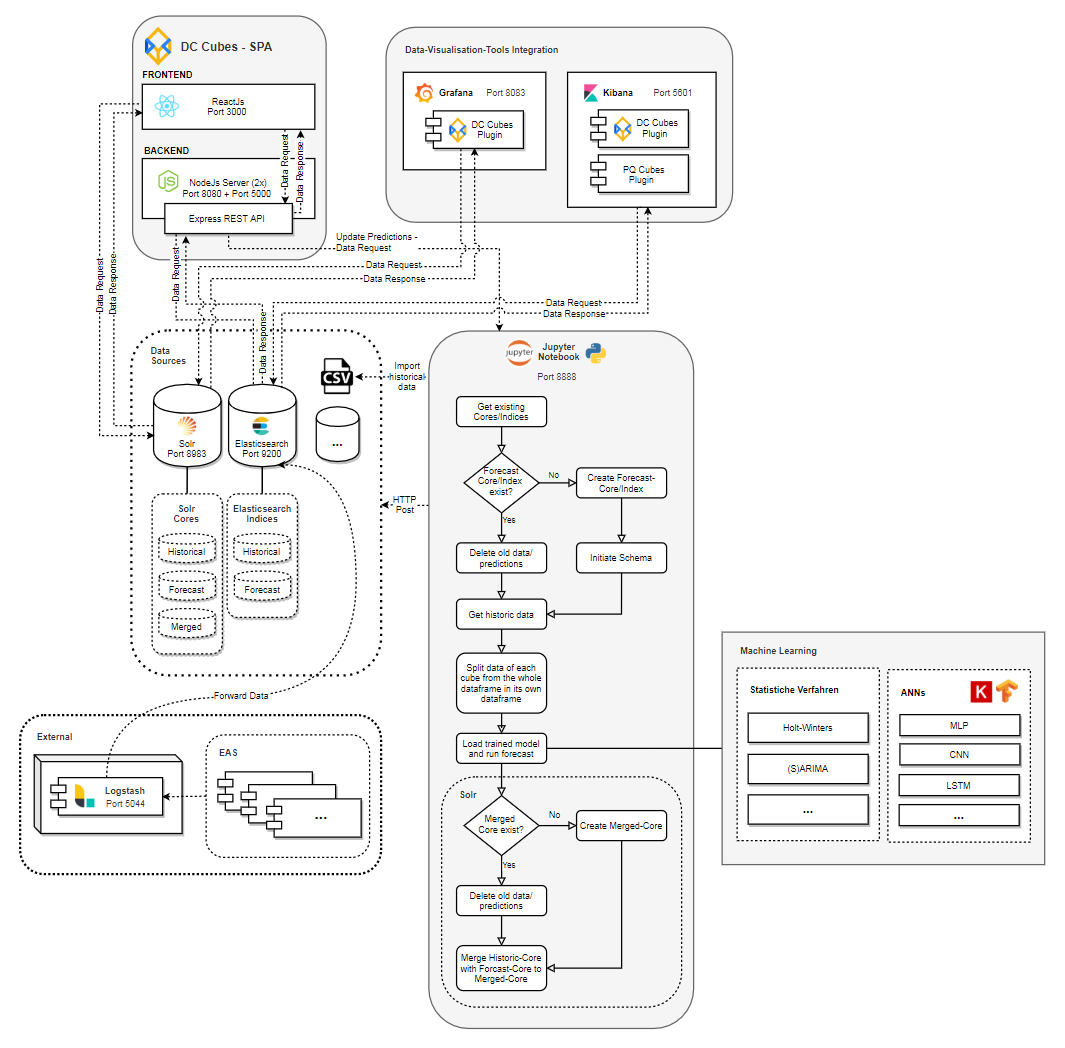 DC Cubes - SPA
FRONTEND
ReactJs
Port 3000
Data Request
Data Response
BACKEND
JS
NodeJs Server (2x)
Port 8080 + Port 5000
Express REST API
Data-Visualisation-Tools Integration
Grafana
Port 8083
DC Cubes
Plugin
Kibana
Port 5601
DC Cubes
Plugin
PQ Cubes
Plugin
Update Predictions -
Data Request
Data Request
Data Response
Data Request
Data Response
Data Request
Data Response
Data Request
Data Response
Data
Sources
CSV
Import
historical
data
Solr
Port 8983
Elasticsearch
Port 9200
...
HTTP
Post
Solr
Cores
Historical
Forecast
Merged
Elasticsearch
Indices
Historical
Forecast
Forward Data
External
Logstash
Port 5044
EAS
...
jupyter
Jupyter
Notebook
Port 8888
Get existing
Cores/Indices
Forecast
Core/Index
exist?
No
Create Forecast-
Core/Index
Yes
Delete old data/
predictions
Initiate Schema
Get historic data
Split data of each
cube from the whole
dataframe in its own
dataframe
Load trained model
and run forecast
Solr
Merged
Core exist?
No
Create Merged-Core
Yes
Delete old data/
predictions
Merge Historic-Core
with Forcast-Core to
Merged-Core
Machine Learning
Statistiche Verfahren
Holt-Winters
(S)ARIMA
...
ANNs
K
MLP
CNN
LSTM
...